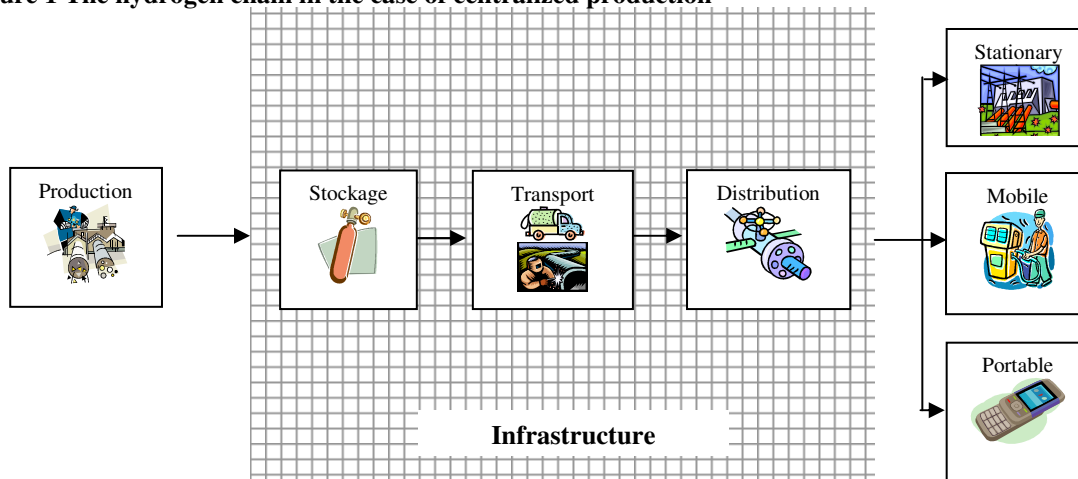 ure 1 The hydrogen chain in the case of centralized production
Stationary
Production
Stockage
Transport
Distribution
Mobile
Portable
Infrastructure